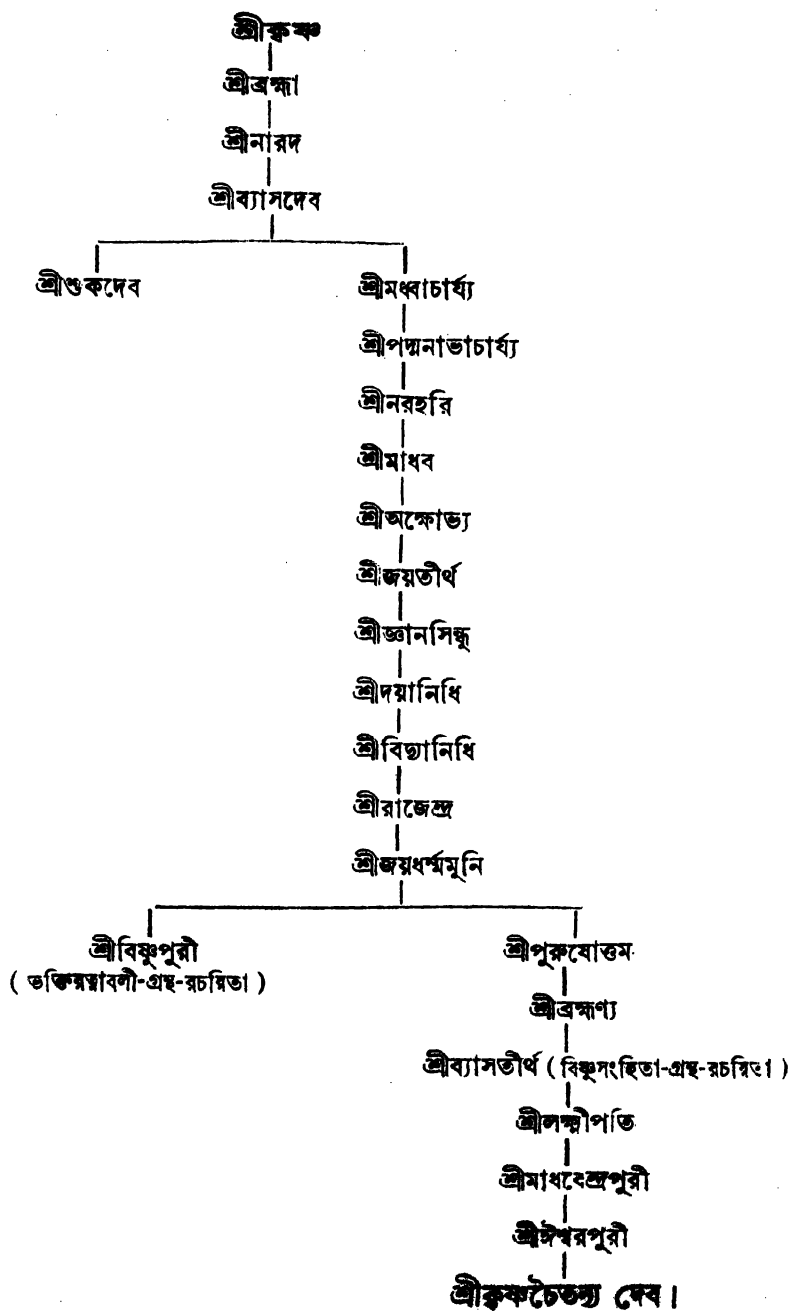 শ্রীকৃষ্ণ
শ্রীব্রহ্মা
শ্রীনারদ
শ্রীব্যাসদেব
শ্রীশুকদেব শ্রীমধ্বাচার্য্য
শ্রীপদ্মনাভাচার্য্য
শ্রীনরহরি
শ্রীমাধব
শ্রীঅক্ষোভ্য
শ্রীজয়তীর্থ
শ্রীজ্ঞানসিন্ধু
শ্রীদয়ানিধি
শ্রীবিদ্যানিধি
শ্রীরাজেন্দ্র
শ্রীজয়ধর্ম্মমুনি
শ্রীবিষ্ণুপুরী শ্রীপুরুষোত্তম
( ভক্তিরত্নাবলী-গ্রন্থ-রচয়িতা )
শ্রীব্রহ্মণ্য
শ্রীব্যাসতীর্থ ( বিষ্ণুসংহিতা-গ্রন্থ-রচয়িতা )
শ্রীলক্ষ্মীপতি
শ্রীমাধবেন্দ্রপুরী
শ্রীঈশ্বরপুরী
শ্রীকৃষ্ণচৈতন্য দেব।